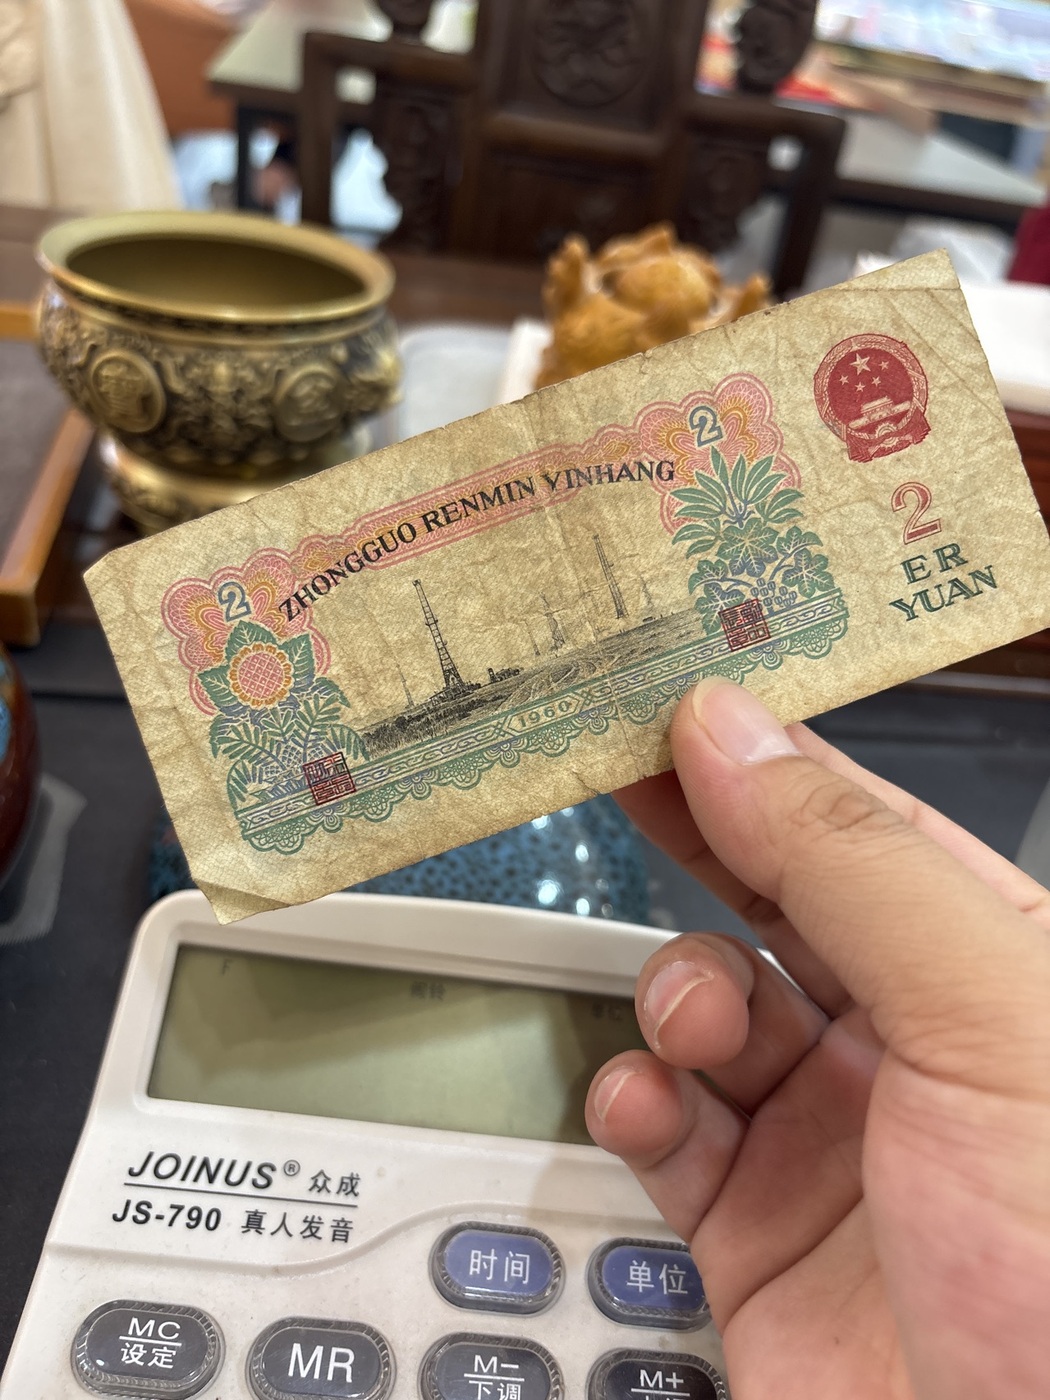 2
ZHONGGUO RENMIN YINHANG
2
1960
2
ER
YUAN
F
JOINUS® 众成
JS-790 真人发音
时间
单位
MC
设定
MR
M-
下调
M+